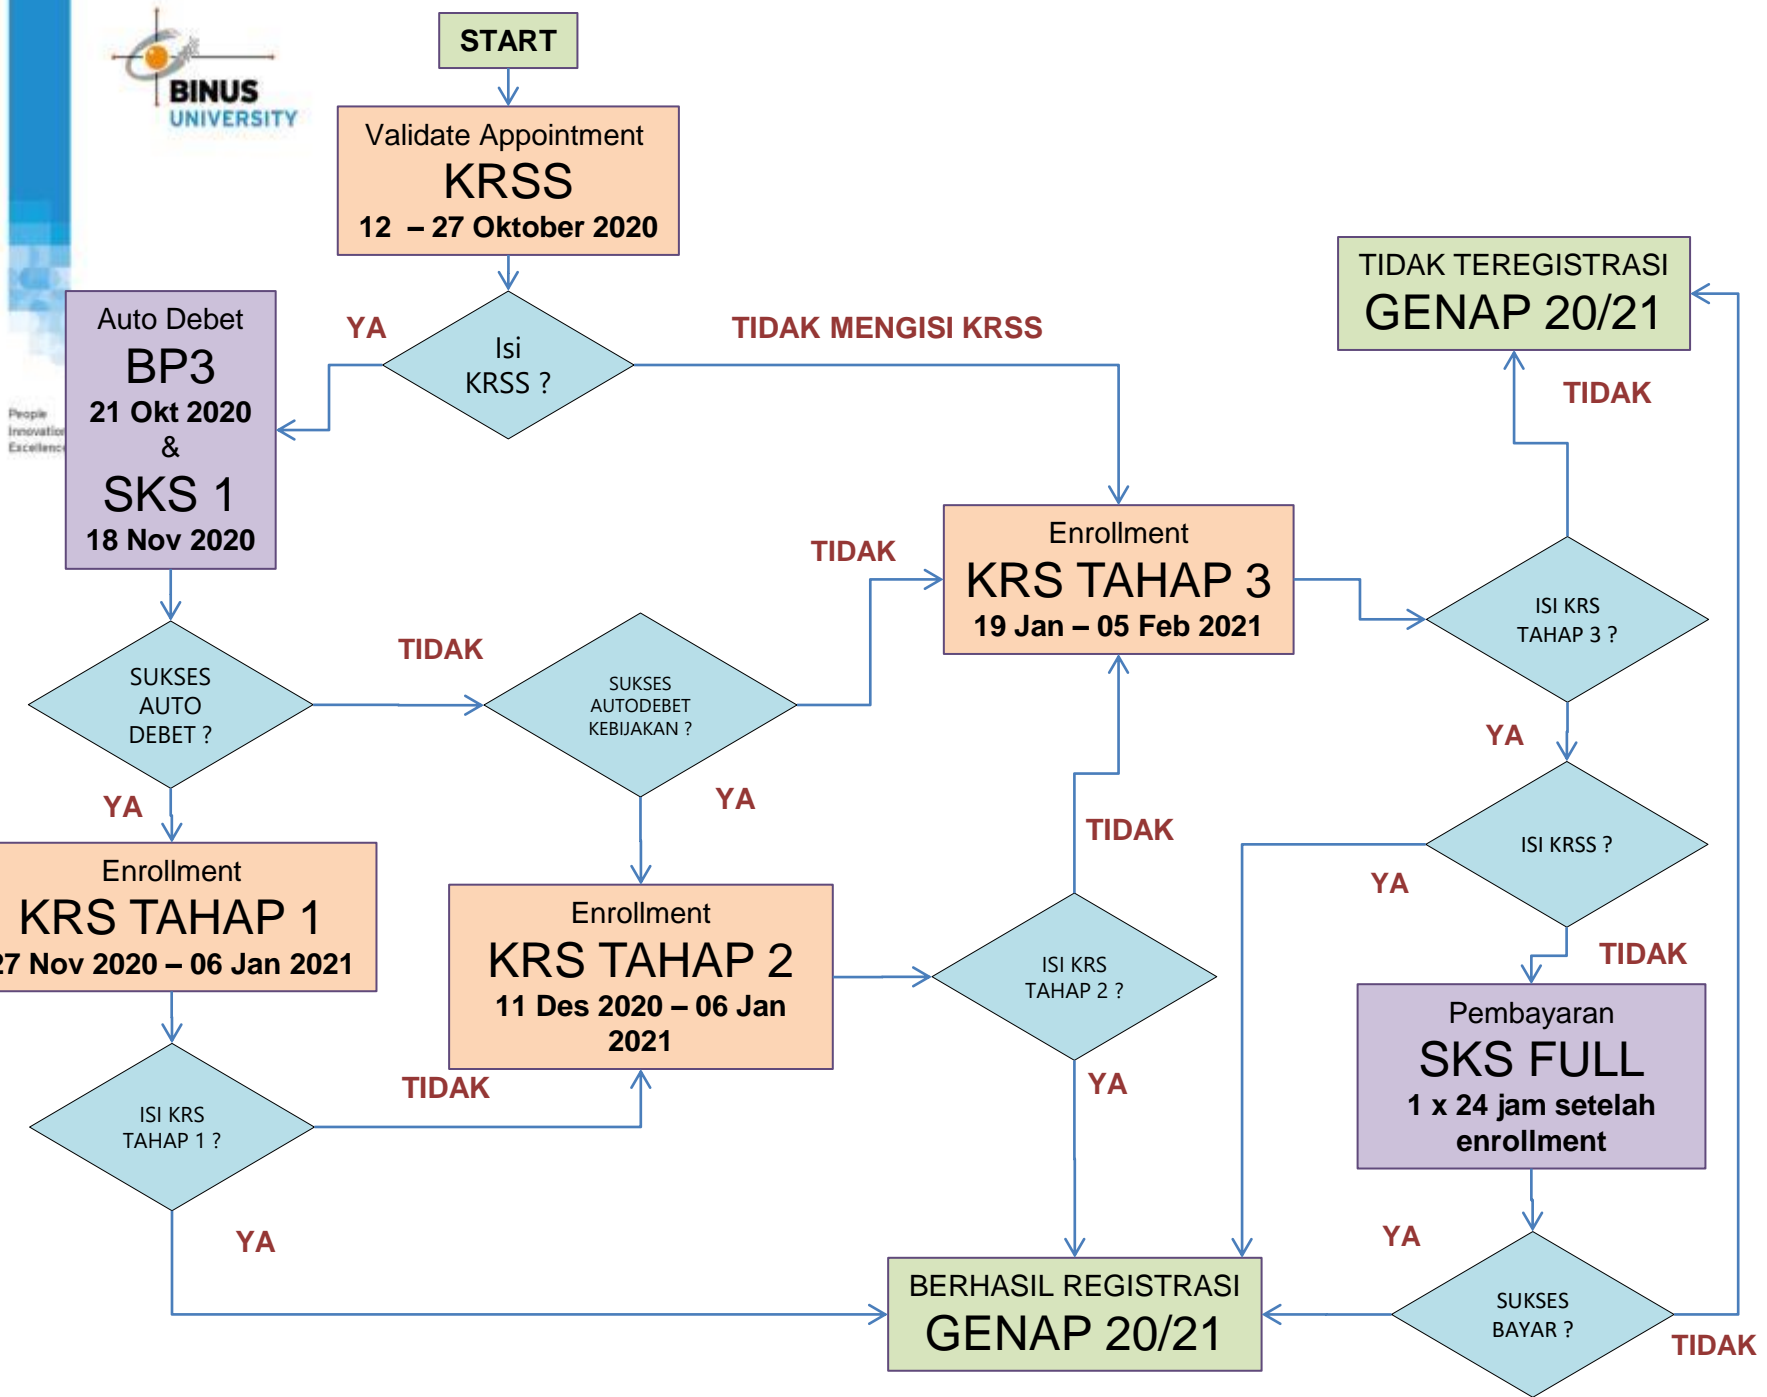 BINUS
UNIVERSITY
START
Validate Appointment
KRSS
12 – 27 Oktober 2020
TIDAK TEREGISTRASI
GENAP 20/21
Auto Debet
BP3
21 Okt 2020
&
SKS 1
18 Nov 2020
YA
Isi
KRSS ?
TIDAK MENGISI KRSS
TIDAK
People
Innovation
Excellence
TIDAK
Enrollment
KRS TAHAP 3
19 Jan – 05 Feb 2021
ISI KRS
TAHAP 3 ?
SUKSES
AUTO
DEBET ?
TIDAK
SUKSES
AUTODEBET
KEBIJAKAN ?
YA
YA
YA
TIDAK
ISI KRSS ?
YA
TIDAK
Enrollment
KRS TAHAP 1
27 Nov 2020 – 06 Jan 2021
Enrollment
KRS TAHAP 2
11 Des 2020 – 06 Jan
2021
ISI KRS
TAHAP 2 ?
Pembayaran
SKS FULL
1 x 24 jam setelah
enrollment
TIDAK
YA
ISI KRS
TAHAP 1 ?
YA
YA
BERHASIL REGISTRASI
GENAP 20/21
SUKSES
BAYAR ?
TIDAK